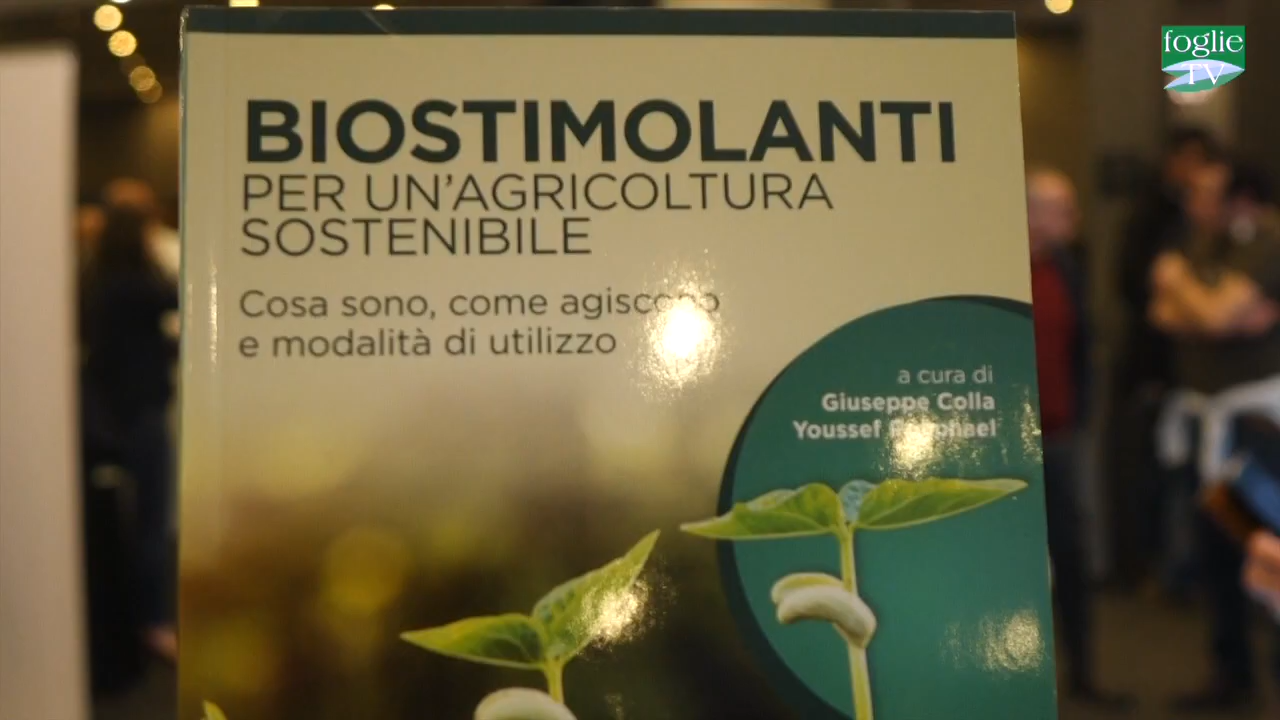 foglie
TV
BIOSTIMOLANTI
PER UN'AGRICOLTURA
SOSTENIBILE
Cosa sono, come agiscono
e modalità di utilizzo
a cura di
Giuseppe Colla
Youssef